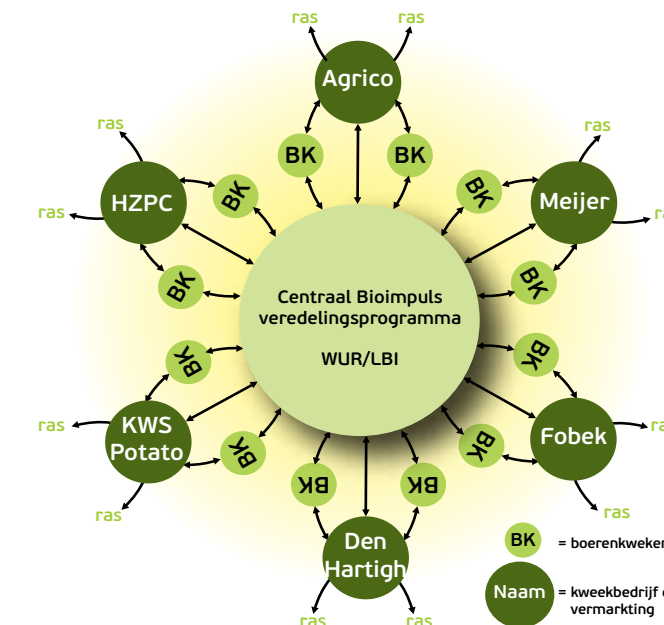 ras
ras
Agrico
BK
BK
ras
HZPC
BK
ras
BK
ras
Meijer
BK
BK
Centraal Bioimpuls
veredelingsprogramma
WUR/LBI
BK
BK
ras
KWS
Potato
BK
BK
Fobek
ras
ras
BK
BK
Den
Hartigh
ras
ras
BK
= boerenkweker
Naam
= kweekbedrijf
vermarkting